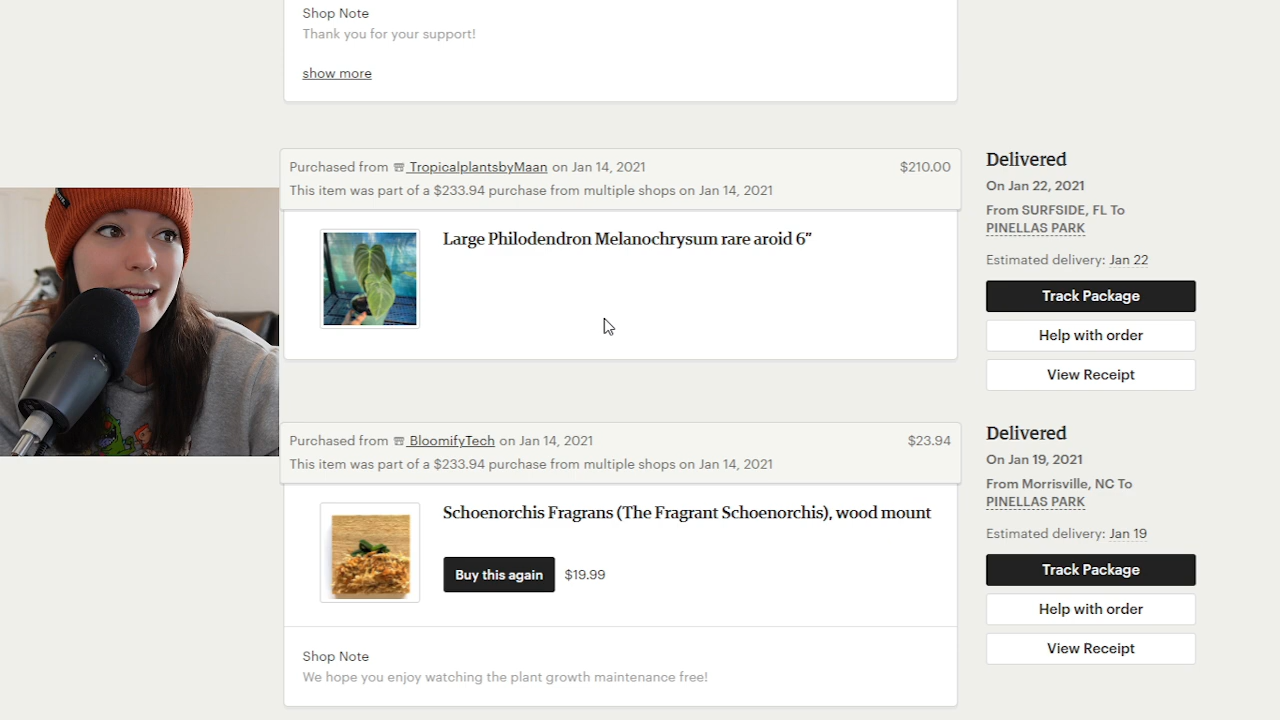 Shop Note
Thank you for your support!
show more
Purchased from TropicalplantsbyMaan on Jan 14, 2021
$210.00
This item was part of a $233.94 purchase from multiple shops on Jan 14, 2021
Large Philodendron Melanochrysum rare aroid 6”
Delivered
On Jan 22, 2021
From SURFSIDE, FL To
PINELLAS PARK
Estimated delivery: Jan 22
Track Package
Help with order
View Receipt
Purchased from BloomifyTech on Jan 14, 2021
$23.94
This item was part of a $233.94 purchase from multiple shops on Jan 14, 2021
Schoenorchis Fragrans (The Fragrant Schoenorchis), wood mount
Buy this again
$19.99
Shop Note
We hope you enjoy watching the plant growth maintenance free!
Delivered
On Jan 19, 2021
From Morrisville, NC To
PINELLAS PARK
Estimated delivery: Jan 19
Track Package
Help with order
View Receipt